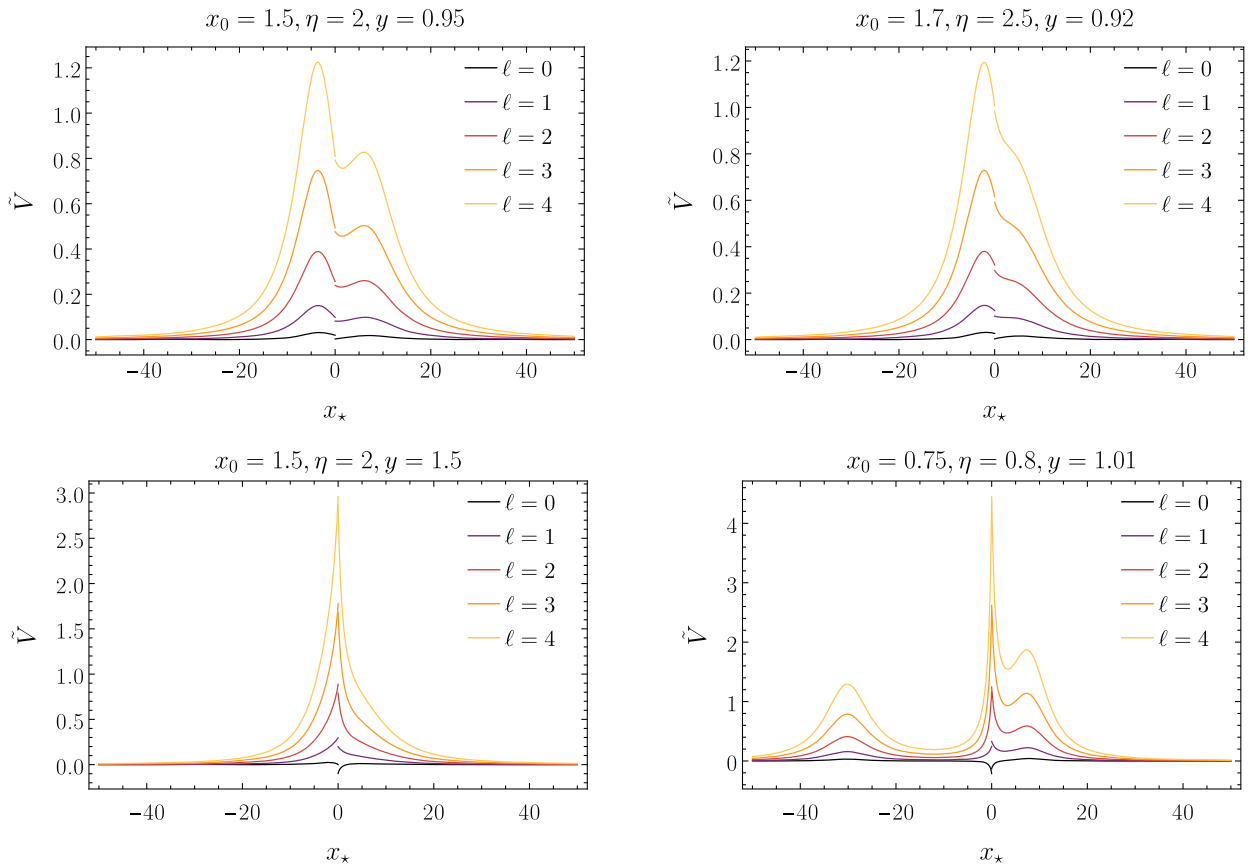 x₀ = 1.5, η = 2, y = 0.95
1.2
1.0
0.8
0.6
0.4
0.2
0.0
Ṽ
ℓ = 0
ℓ = 1
ℓ = 2
ℓ = 3
ℓ = 4
−40 −20 0 20 40
x⋆
x₀ = 1.7, η = 2.5, y = 0.92
1.2
1.0
0.8
0.6
0.4
0.2
0.0
Ṽ
ℓ = 0
ℓ = 1
ℓ = 2
ℓ = 3
ℓ = 4
−40 −20 0 20 40
x⋆
x₀ = 1.5, η = 2, y = 1.5
3.0
2.5
2.0
1.5
1.0
0.5
0.0
Ṽ
ℓ = 0
ℓ = 1
ℓ = 2
ℓ = 3
ℓ = 4
−40 −20 0 20 40
x⋆
x₀ = 0.75, η = 0.8, y = 1.01
4
3
2
1
0
Ṽ
ℓ = 0
ℓ = 1
ℓ = 2
ℓ = 3
ℓ = 4
−40 −20 0 20 40
x⋆